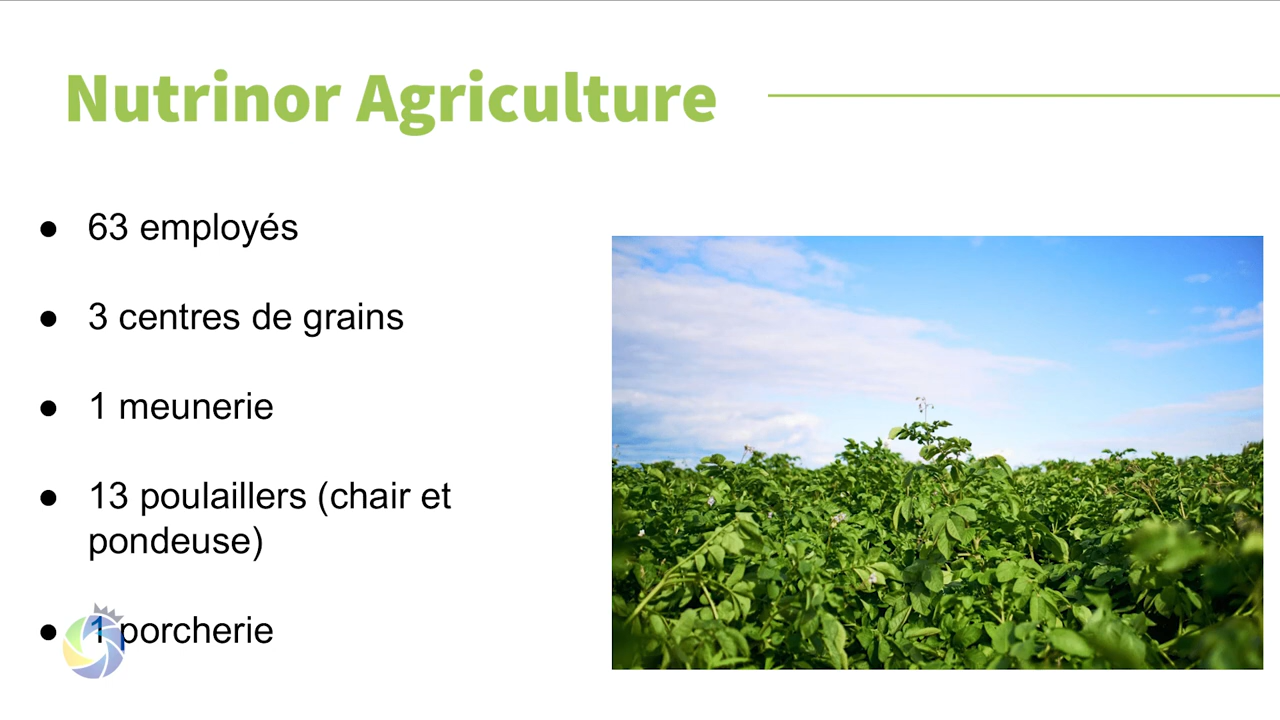 Nutrinor Agriculture
● 63 employés
● 3 centres de grains
● 1 meunerie
● 13 poulaillers (chair et
pondeuse)
● 1 porcherie